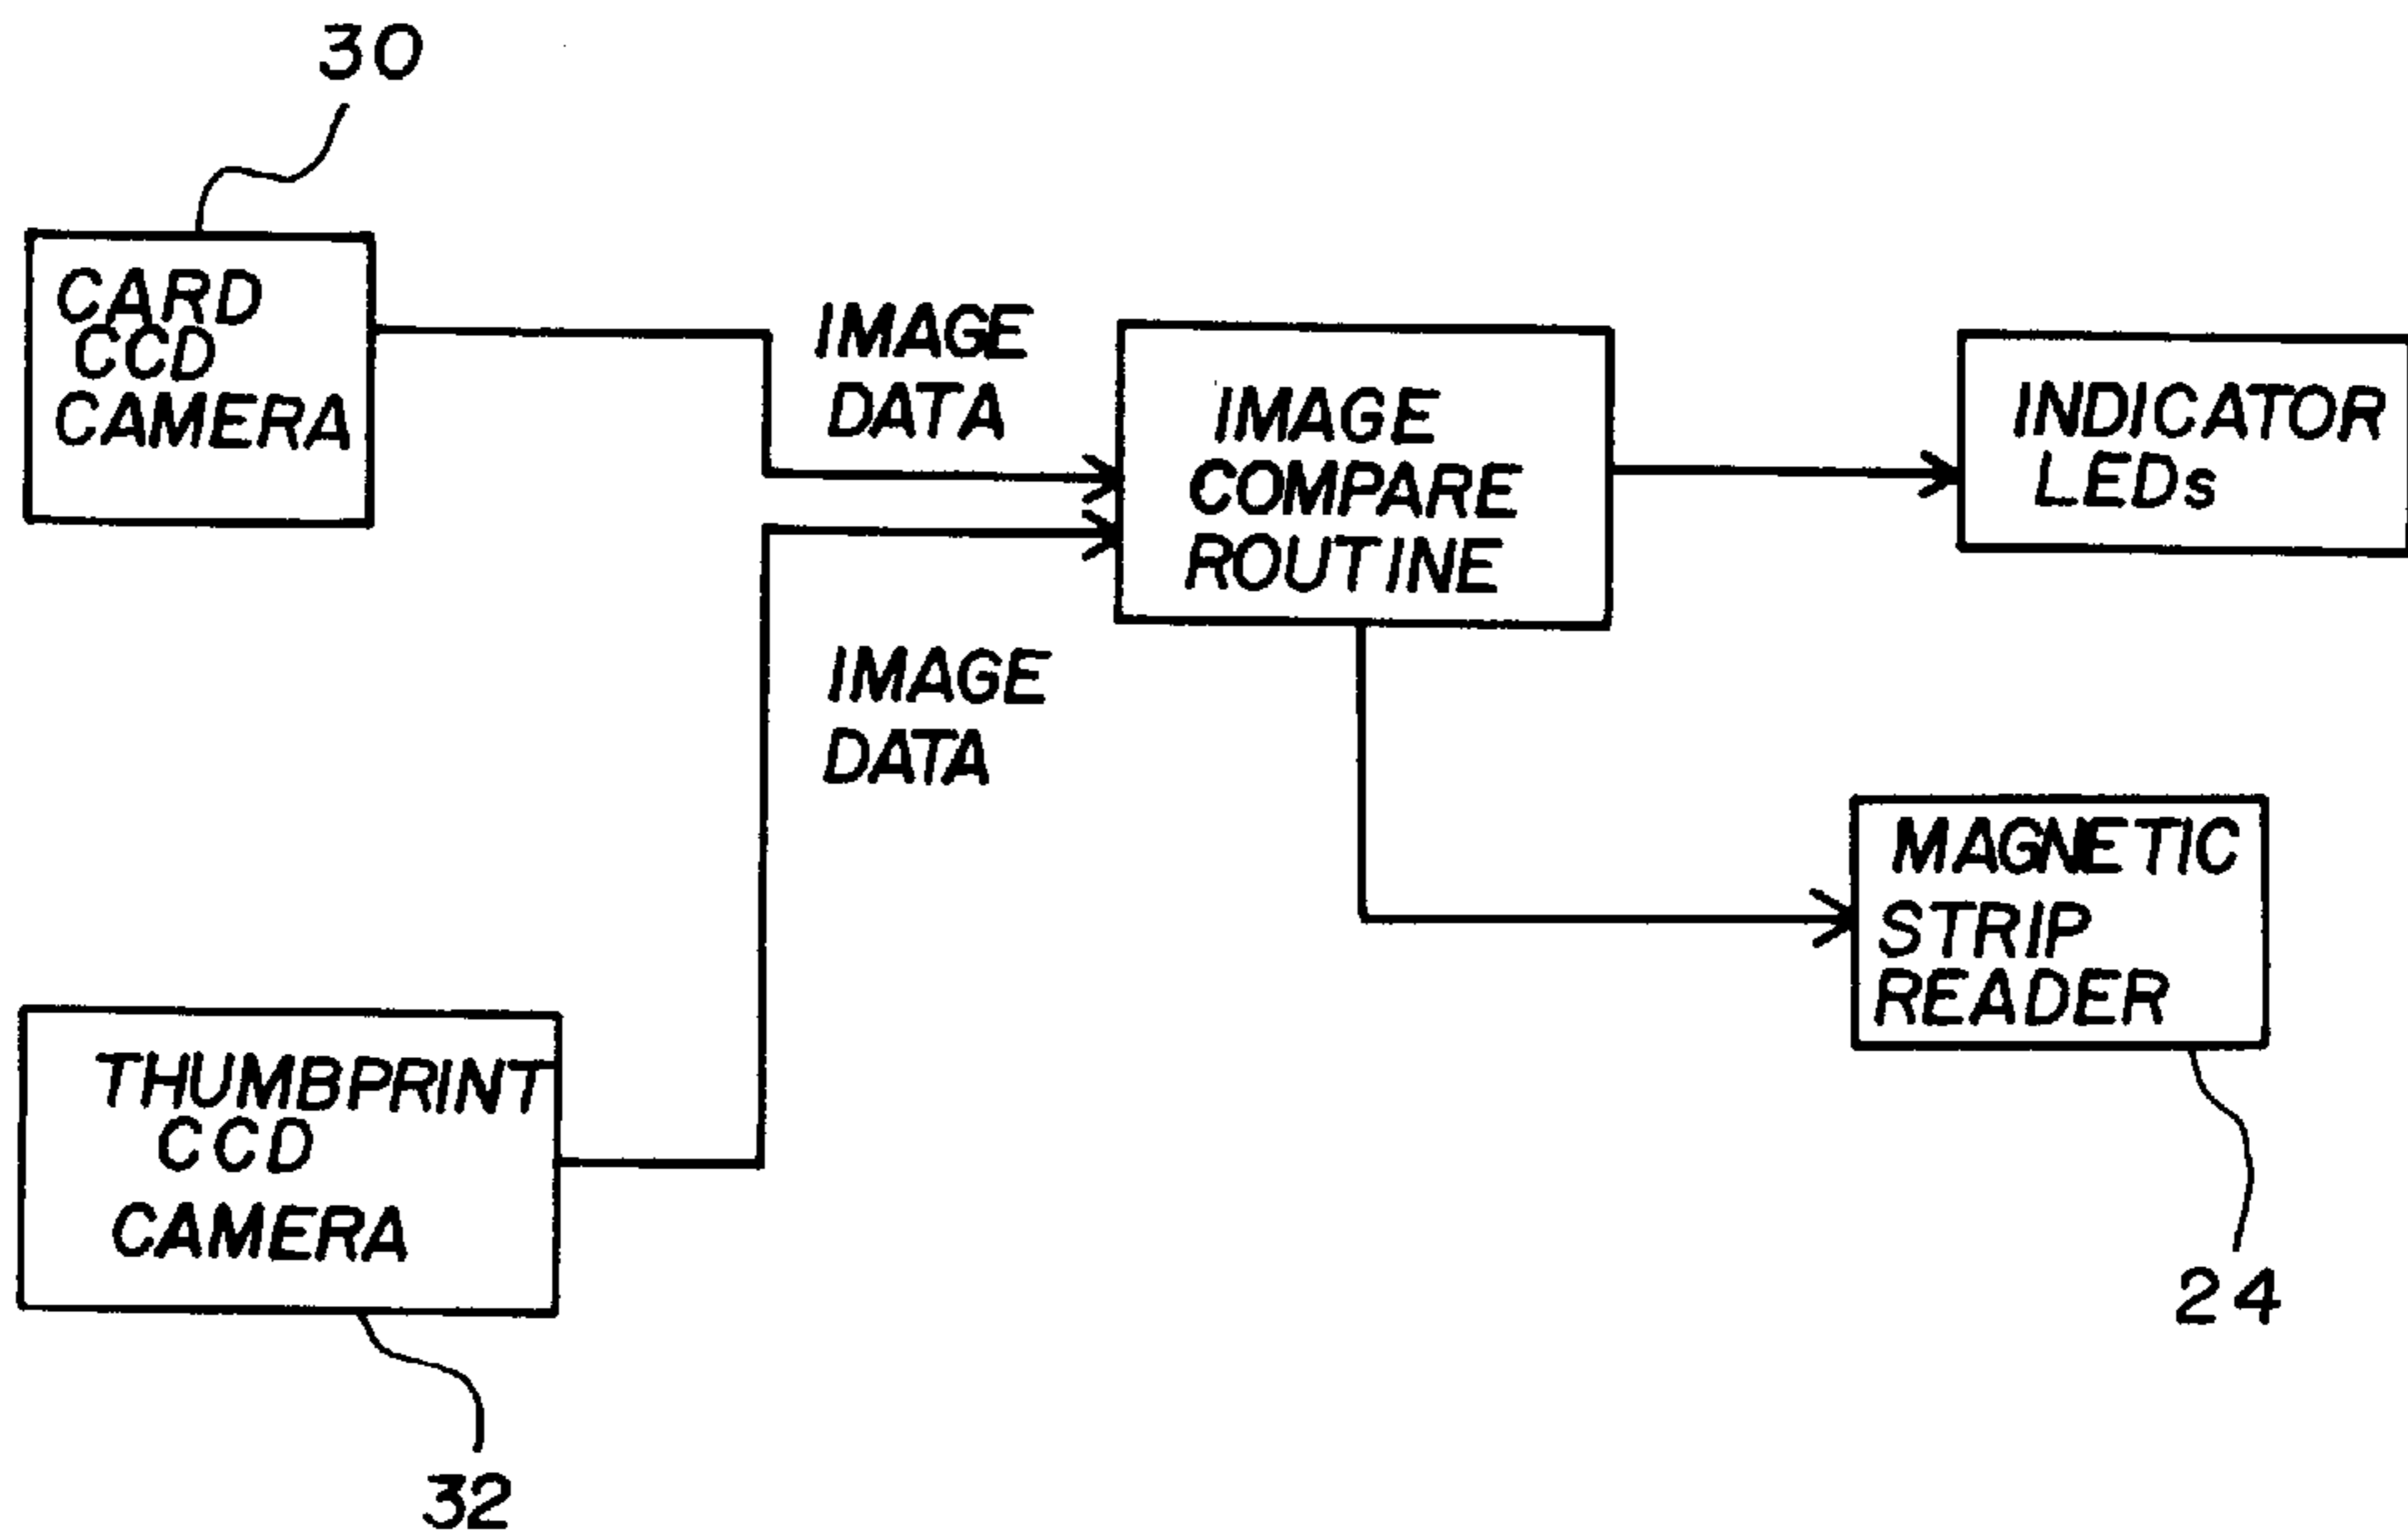 30
CARD
CCD
CAMERA
IMAGE
DATA
IMAGE
COMPARE
ROUTINE
INDICATOR
LEDs
IMAGE
DATA
MAGNETIC
STRIP
READER
24
THUMBPRINT
CCD
CAMERA
32